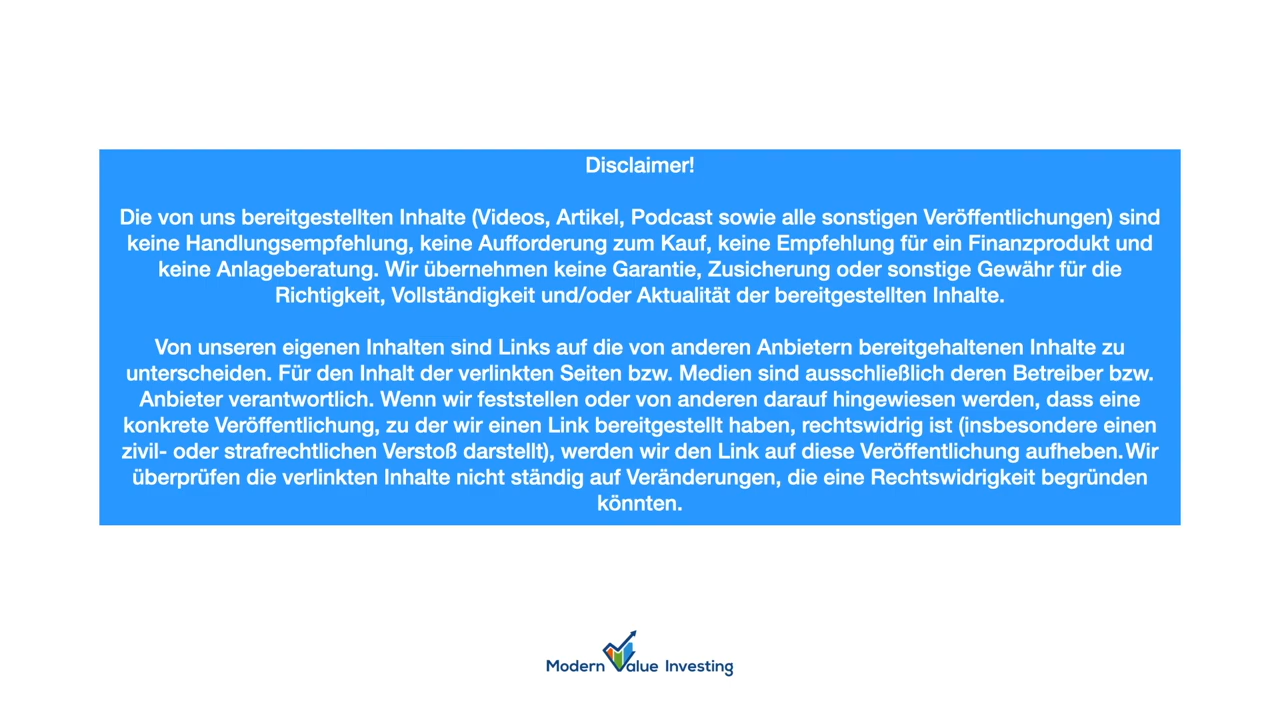 Disclaimer!
Die von uns bereitgestellten Inhalte (Videos, Artikel, Podcast sowie alle sonstigen Veröffentlichungen) sind
keine Handlungsempfehlung, keine Aufforderung zum Kauf, keine Empfehlung für ein Finanzprodukt und
keine Anlageberatung. Wir übernehmen keine Garantie, Zusicherung oder sonstige Gewähr für die
Richtigkeit, Vollständigkeit und/oder Aktualität der bereitgestellten Inhalte.
Von unseren eigenen Inhalten sind Links auf die von anderen Anbietern bereitgehaltenen Inhalte zu
unterscheiden. Für den Inhalt der verlinkten Seiten bzw. Medien sind ausschließlich deren Betreiber bzw.
Anbieter verantwortlich. Wenn wir feststellen oder von anderen darauf hingewiesen werden, dass eine
konkrete Veröffentlichung, zu der wir einen Link bereitgestellt haben, rechtswidrig ist (insbesondere einen
zivil- oder strafrechtlichen Verstoß darstellt), werden wir den Link auf diese Veröffentlichung aufheben. Wir
überprüfen die verlinkten Inhalte nicht ständig auf Veränderungen, die eine Rechtswidrigkeit begründen
könnten.
Modern Value Investing